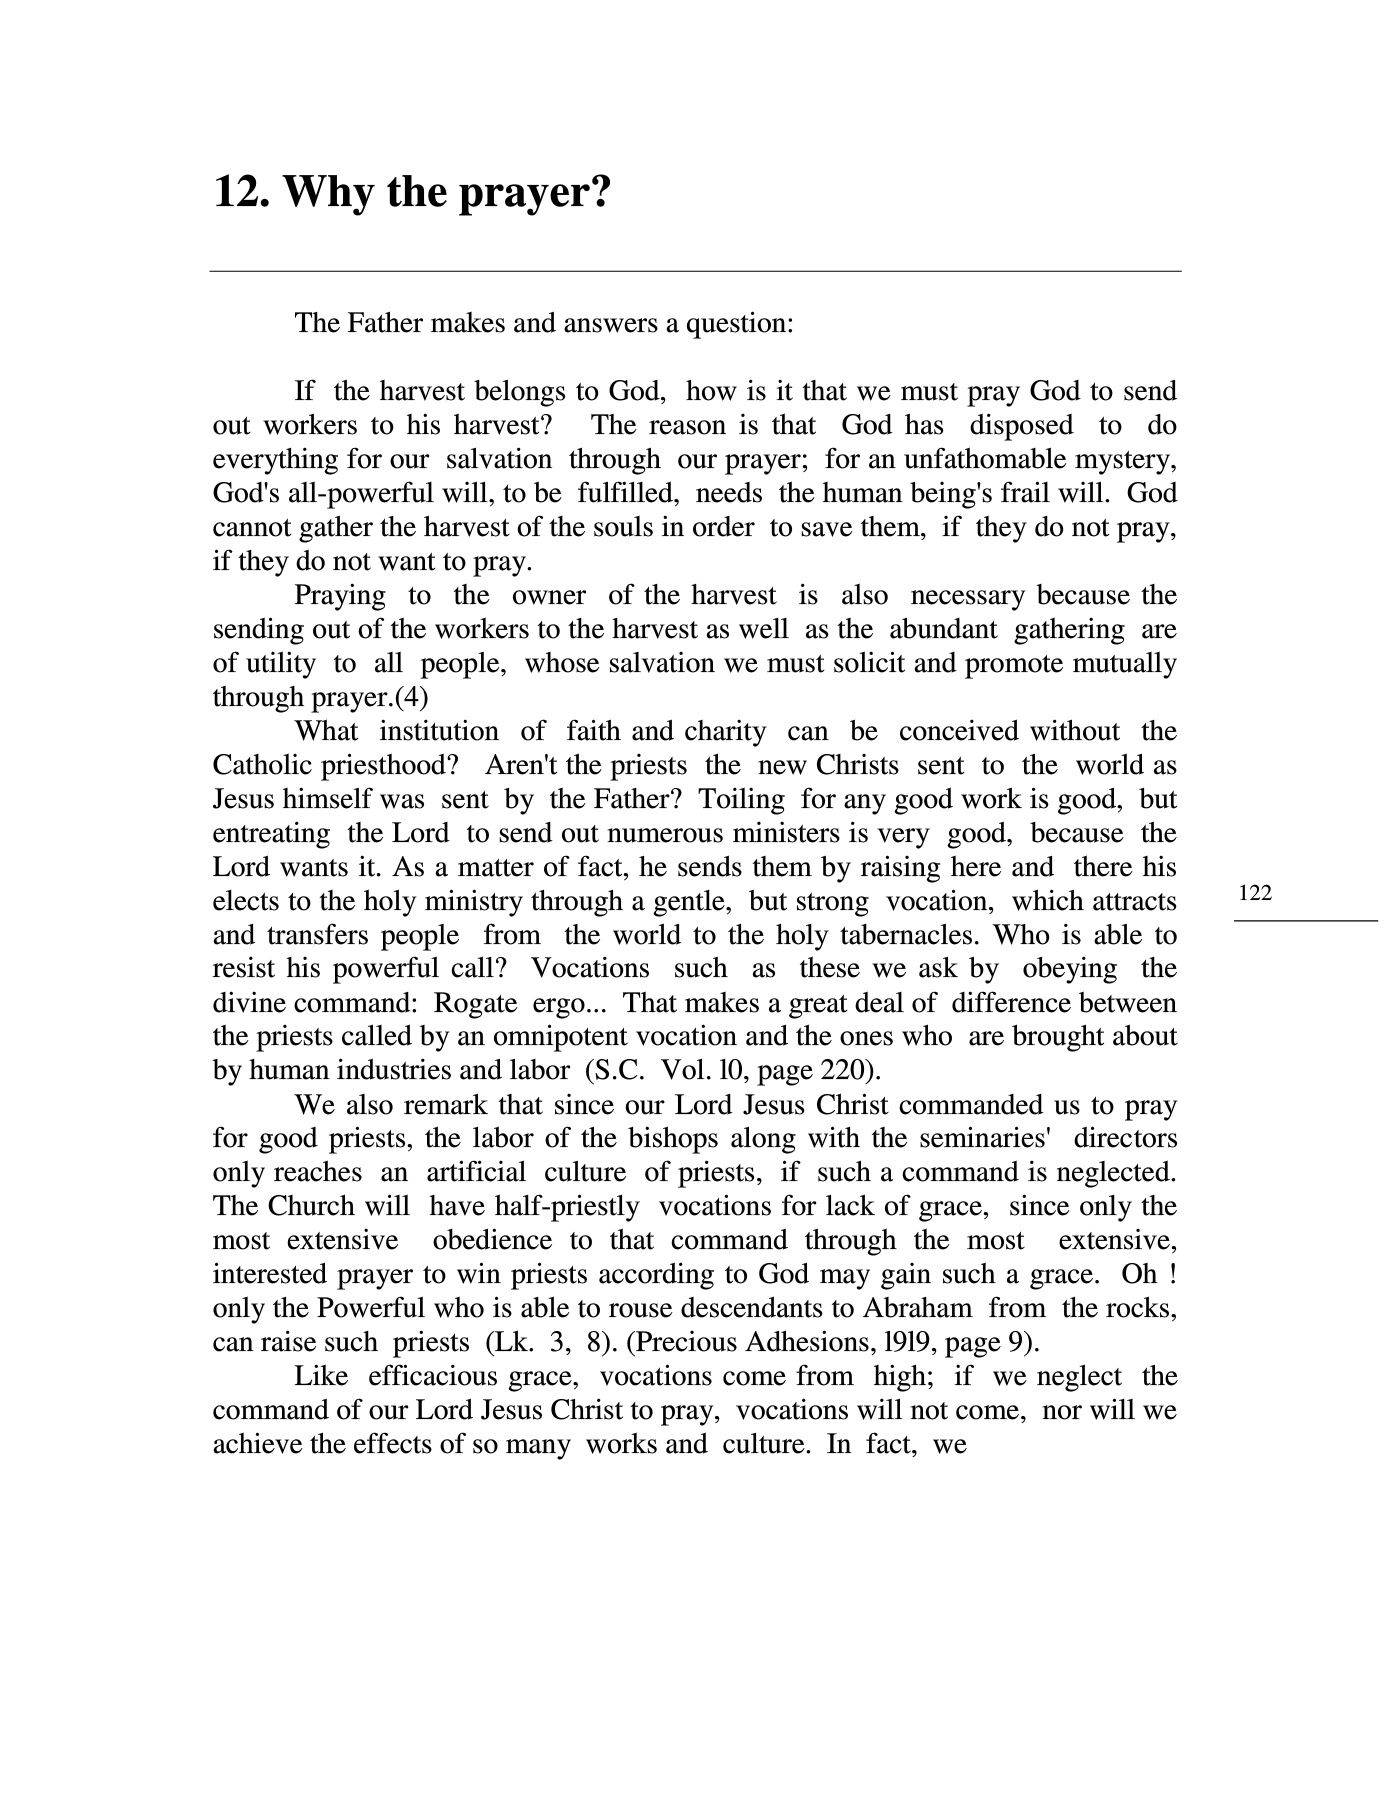 12. Why the prayer?
The Father makes and answers a question:
If the harvest belongs to God, how is it that we must pray God to send
out workers to his harvest? The reason is that God has disposed to do
everything for our salvation through our prayer; for an unfathomable mystery,
God's all-powerful will, to be fulfilled, needs the human being's frail will. God
cannot gather the harvest of the souls in order to save them, if they do not pray,
if they do not want to pray.
Praying to the owner of the harvest is also necessary because the
sending out of the workers to the harvest as well as the abundant gathering are
of utility to all people, whose salvation we must solicit and promote mutually
through prayer.(4)
What institution of faith and charity can be conceived without the
Catholic priesthood? Aren't the priests the new Christs sent to the world as
Jesus himself was sent by the Father? Toiling for any good work is good, but
entreating the Lord to send out numerous ministers is very good, because the
Lord wants it. As a matter of fact, he sends them by raising here and there his
elects to the holy ministry through a gentle, but strong vocation, which attracts
and transfers people from the world to the holy tabernacles. Who is able to
resist his powerful call? Vocations such as these we ask by obeying the
divine command: Rogate ergo... That makes a great deal of difference between
the priests called by an omnipotent vocation and the ones who are brought about
by human industries and labor (S.C. Vol. l0, page 220).
We also remark that since our Lord Jesus Christ commanded us to pray
for good priests, the labor of the bishops along with the seminaries' directors
only reaches an artificial culture of priests, if such a command is neglected.
The Church will have half-priestly vocations for lack of grace, since only the
most extensive obedience to that command through the most extensive,
interested prayer to win priests according to God may gain such a grace. Oh !
only the Powerful who is able to rouse descendants to Abraham from the rocks,
can raise such priests (Lk. 3, 8). (Precious Adhesions, l9l9, page 9).
Like efficacious grace, vocations come from high; if we neglect the
command of our Lord Jesus Christ to pray, vocations will not come, nor will we
achieve the effects of so many works and culture. In fact, we
122